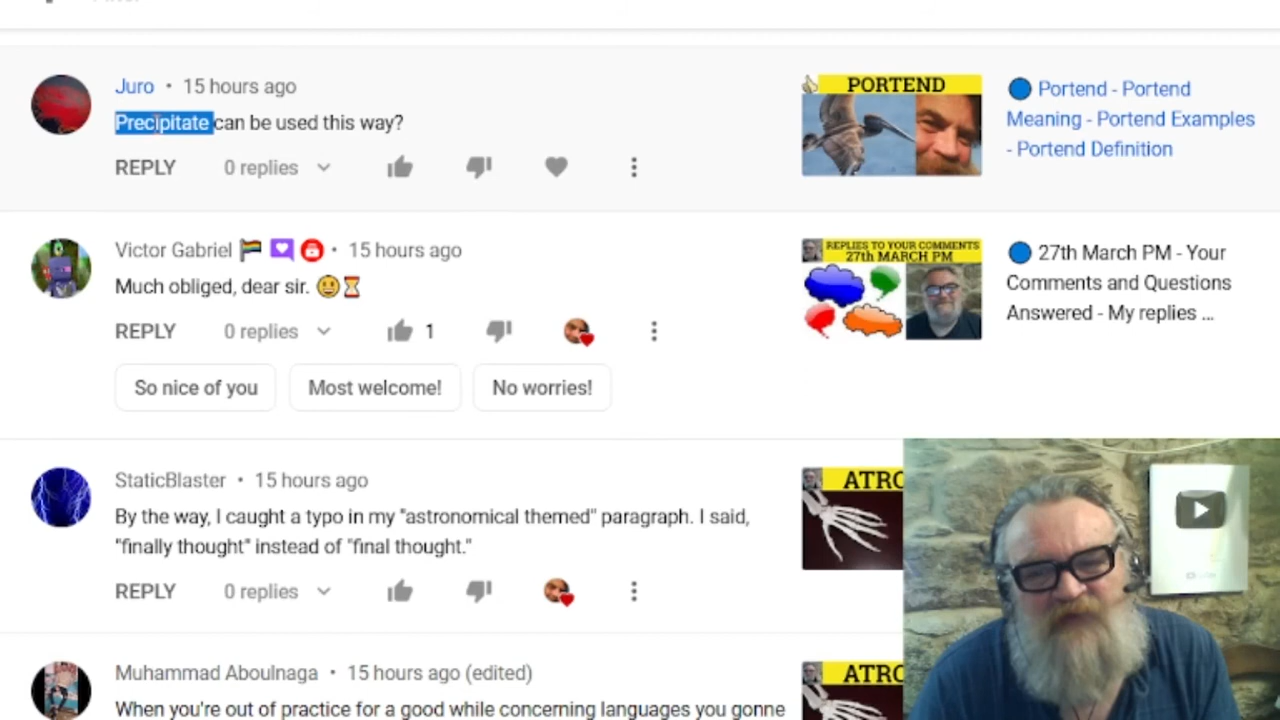 Juro • 15 hours ago
Precipitate can be used this way?
REPLY 0 replies
PORTEND
Portend - Portend
Meaning - Portend Examples
- Portend Definition
Victor Gabriel • 15 hours ago
Much obliged, dear sir.
REPLY 0 replies 1
So nice of you Most welcome! No worries!
REPLIES TO YOUR COMMENTS
27th MARCH PM
27th March PM - Your
Comments and Questions
Answered - My replies ...
StaticBlaster • 15 hours ago
By the way, I caught a typo in my "astronomical themed" paragraph. I said,
"finally thought" instead of "final thought."
REPLY 0 replies
ATRO
Muhammad Aboulnaga • 15 hours ago (edited)
When you're out of practice for a good while concerning languages you gonne
ATRO